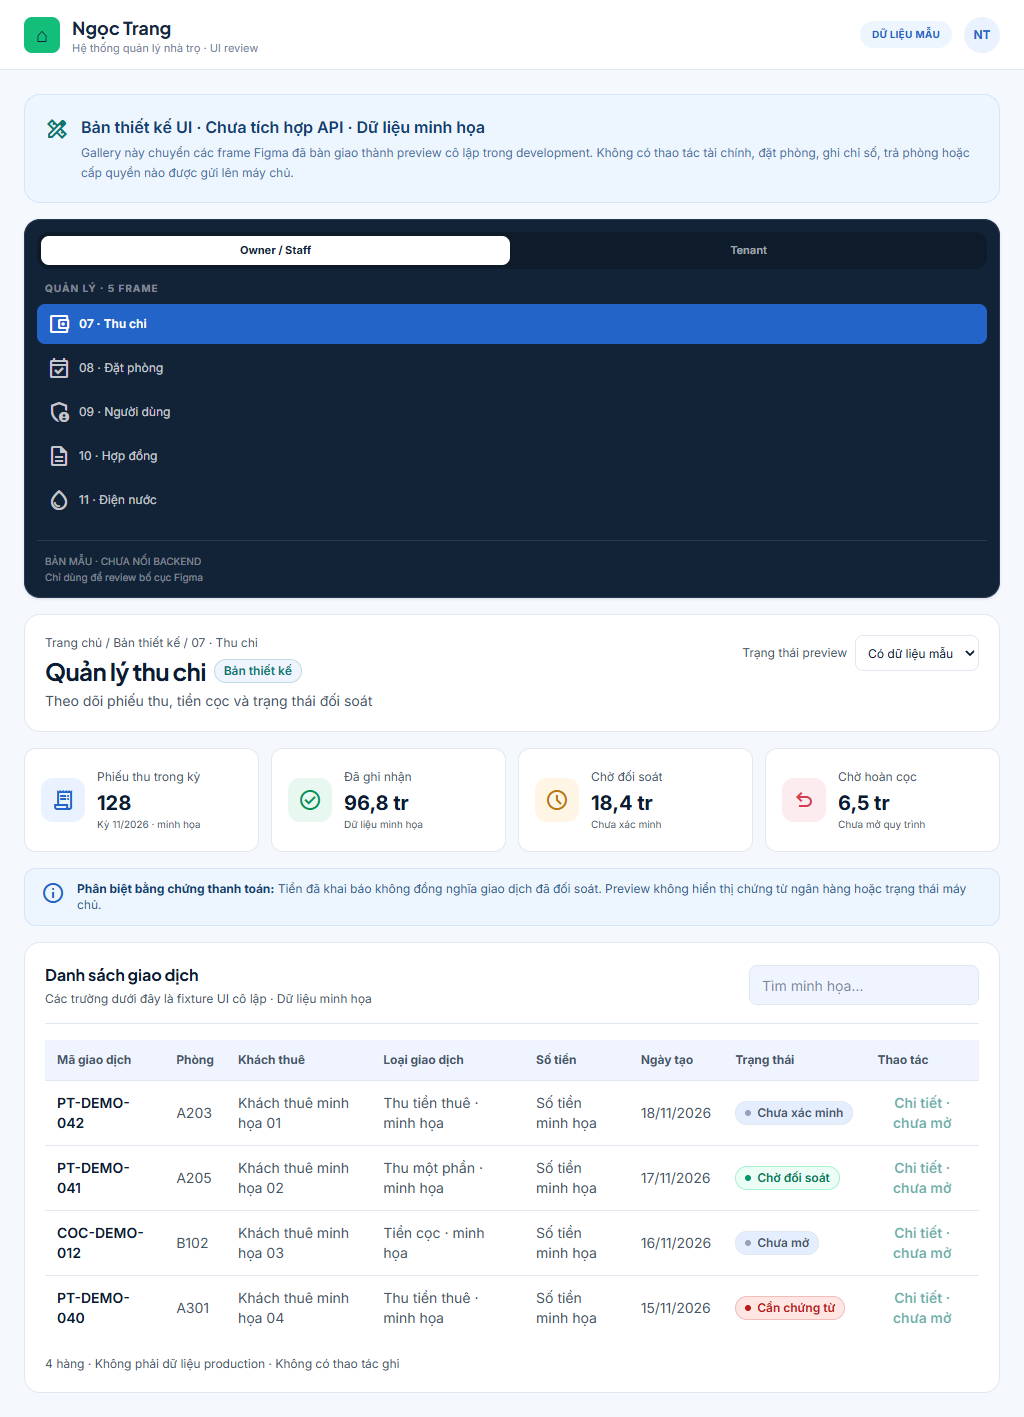 Ngọc Trang
Hệ thống quản lý nhà trọ · UI review
DỮ LIỆU MẪU
NT
Bản thiết kế UI · Chưa tích hợp API · Dữ liệu minh họa
Gallery này chuyển các frame Figma đã bàn giao thành preview cô lập trong development. Không có thao tác tài chính, đặt phòng, ghi chỉ số, trả phòng hoặc
cấp quyền nào được gửi lên máy chủ.
Owner / Staff
Tenant
QUẢN LÝ · 5 FRAME
07 · Thu chi
08 · Đặt phòng
09 · Người dùng
10 · Hợp đồng
11 · Điện nước
BẢN MẪU · CHƯA NỐI BACKEND
Chỉ dùng để review bố cục Figma
Trang chủ / Bản thiết kế / 07 · Thu chi
Quản lý thu chi
Bản thiết kế
Theo dõi phiếu thu, tiền cọc và trạng thái đối soát
Trạng thái preview
Có dữ liệu mẫu
Phiếu thu trong kỳ
128
Kỳ 11/2026 · minh họa
Đã ghi nhận
96,8 tr
Dữ liệu minh họa
Chờ đối soát
18,4 tr
Chưa xác minh
Chờ hoàn cọc
6,5 tr
Chưa mở quy trình
Phân biệt bằng chứng thanh toán: Tiền đã khai báo không đồng nghĩa giao dịch đã đối soát. Preview không hiển thị chứng từ ngân hàng hoặc trạng thái máy
chủ.
Danh sách giao dịch
Các trường dưới đây là fixture UI cô lập · Dữ liệu minh họa
Tìm minh họa...
Mã giao dịch Phòng Khách thuê Loại giao dịch Số tiền Ngày tạo Trạng thái Thao tác
PT-DEMO-042 A203 Khách thuê minh họa 01 Thu tiền thuê · minh họa Số tiền minh họa 18/11/2026 Chưa xác minh Chi tiết · chưa mở
PT-DEMO-041 A205 Khách thuê minh họa 02 Thu một phần · minh họa Số tiền minh họa 17/11/2026 Chờ đối soát Chi tiết · chưa mở
COC-DEMO-012 B102 Khách thuê minh họa 03 Tiền cọc · minh họa Số tiền minh họa 16/11/2026 Chưa mở Chi tiết · chưa mở
PT-DEMO-040 A301 Khách thuê minh họa 04 Thu tiền thuê · minh họa Số tiền minh họa 15/11/2026 Cần chứng từ Chi tiết · chưa mở
4 hàng · Không phải dữ liệu production · Không có thao tác ghi